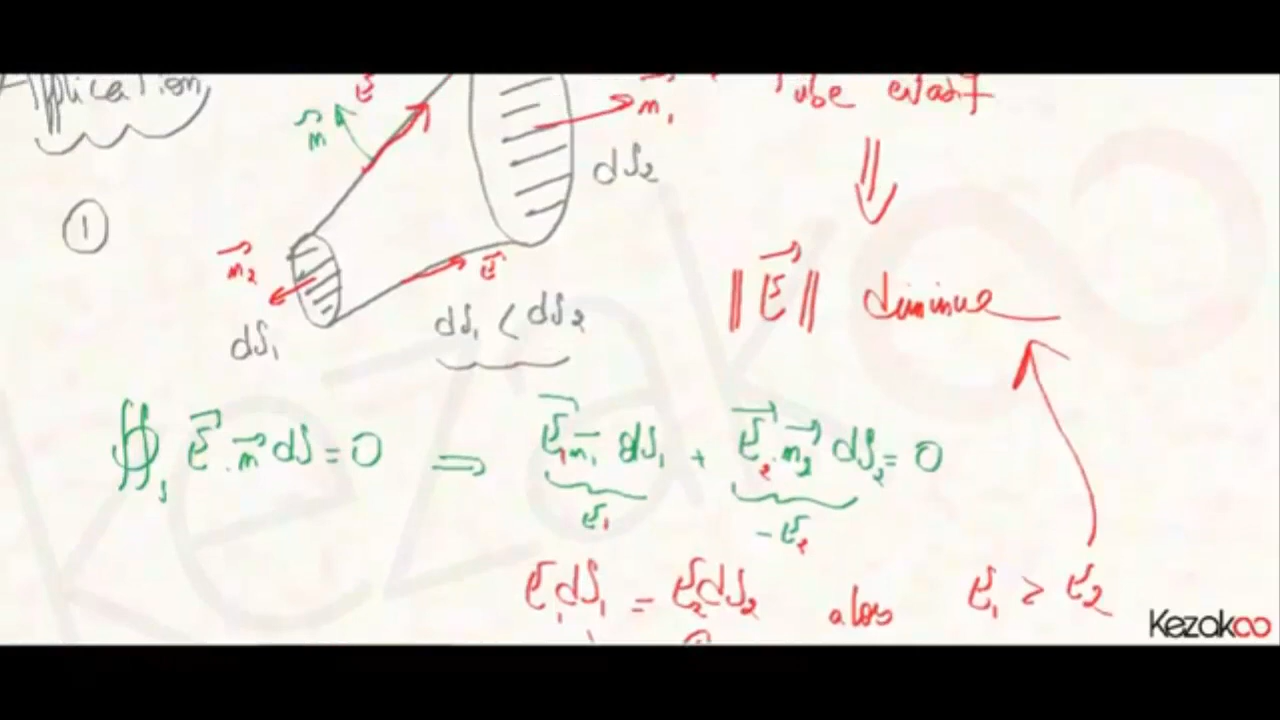 Application
E⃗
n⃗
n⃗₁
Tube évasif
dS₂
①
n⃗₂
E⃗
dS₁ < dS₂
dS₁
‖E⃗‖ diminue
∯ₛ E⃗.n⃗ dS = 0 ⇒ E⃗₁n⃗₁ dS₁ + E⃗₂.n⃗₂ dS₂ = 0
E₁
-E₂
E₁dS₁ = E₂dS₂ alors E₁ > E₂
Kezakoo